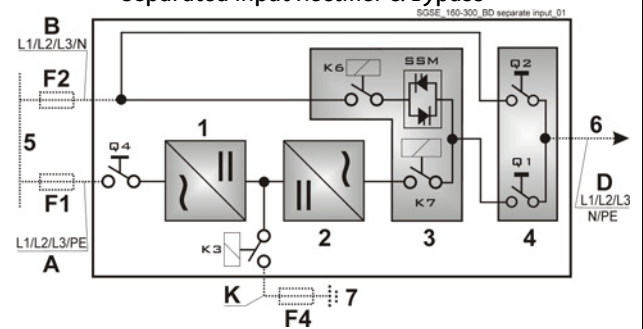 Separated Input Rectifier & Bypass
SGSE_160-300_BD separate input_01
B
L1/L2/L3/N
F2
K6
SSM
Q2
5
Q4
1
6
F1
K7
Q1
D
L1/L2/L3
N/PE
L1/L2/L3/PE
A
K3
2
3
4
K
7
F4